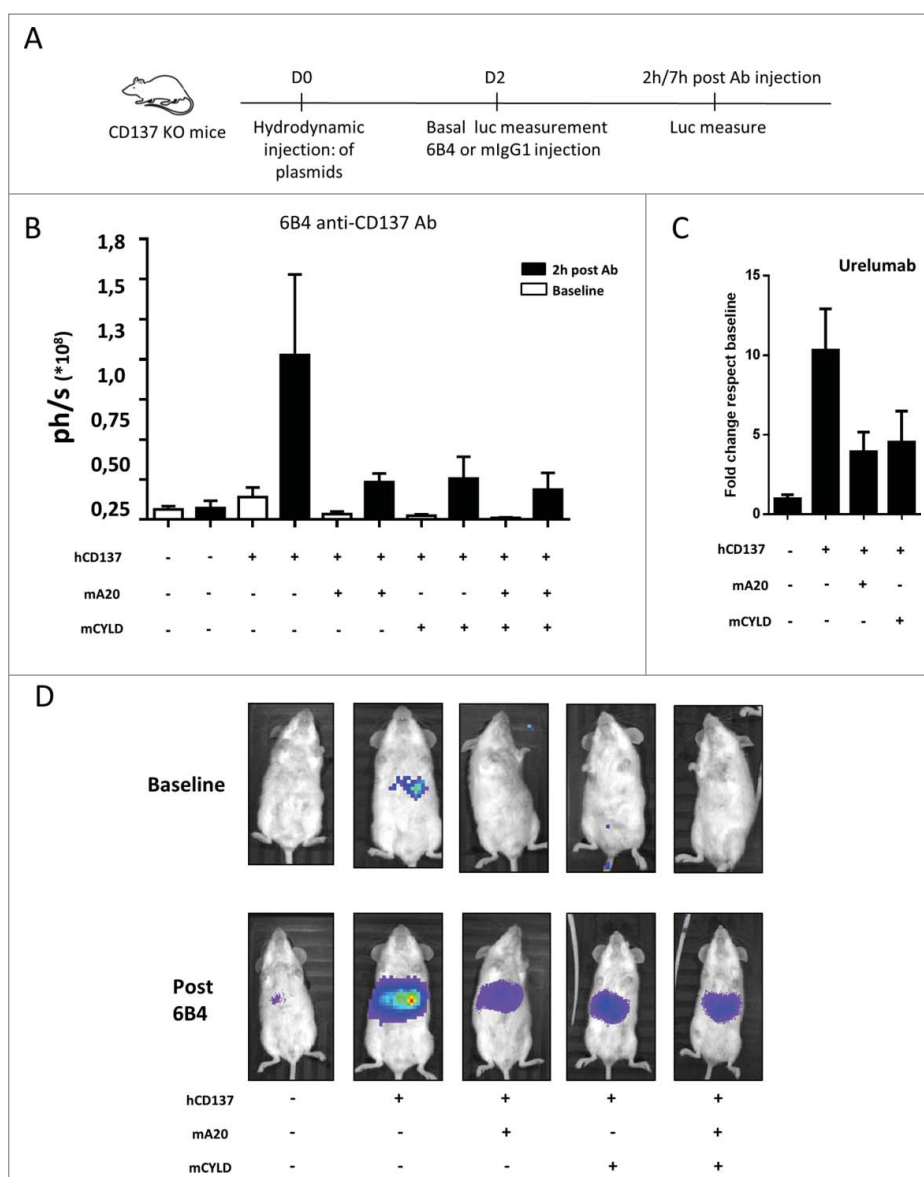 A
D0
D2
2h/7h post Ab injection
CD137 KO mice
Hydrodynamic
injection: of
plasmids
Basal luc measurement
6B4 or mIgG1 injection
Luc measure
B
6B4 anti-CD137 Ab
1,8
1,5
1,3
1,0
0,75
0,50
0,25
ph/s (*10⁸)
2h post Ab
Baseline
hCD137 - - + + + + + + + +
mA20 - - - - + + - - + +
mCYLD - - - - - - + + + +
C
Urelumab
Fold change respect baseline
15
10
5
0
hCD137 - + + +
mA20 - - + -
mCYLD - - - +
D
Baseline
Post
6B4
hCD137 - + + + +
mA20 - - + - +
mCYLD - - - + +